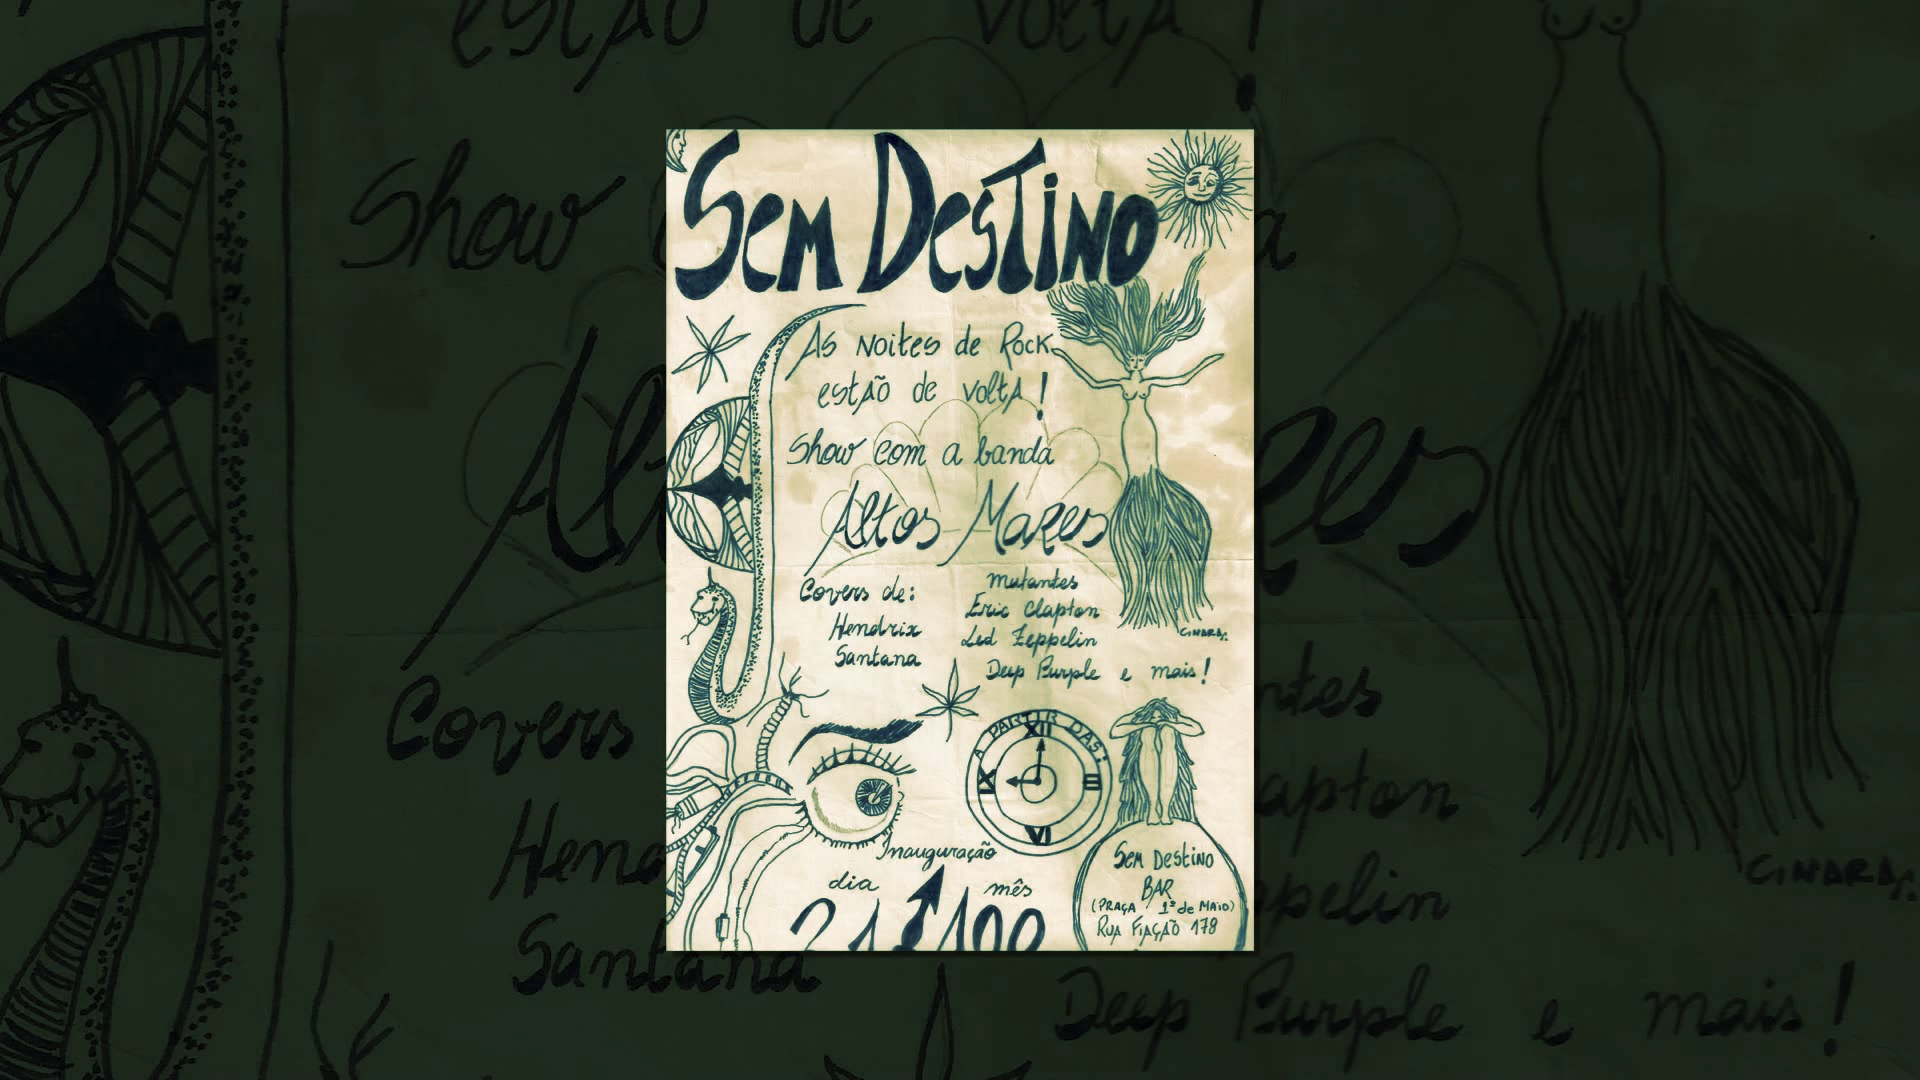 Sem Destino
As Noites de Rock
estão de volta!
Show com a banda
Altos Mares
Covers de:
Hendrix
Santana
Mutantes
Eric Clapton
Led Zeppelin
Deep Purple e mais!
CINARA
A PARTIR DAS:
XII
III
VI
IX
Inauguração
dia
mês
Sem Destino
BAR
(PRAÇA 1º de MAIO)
Rua Fiação 178